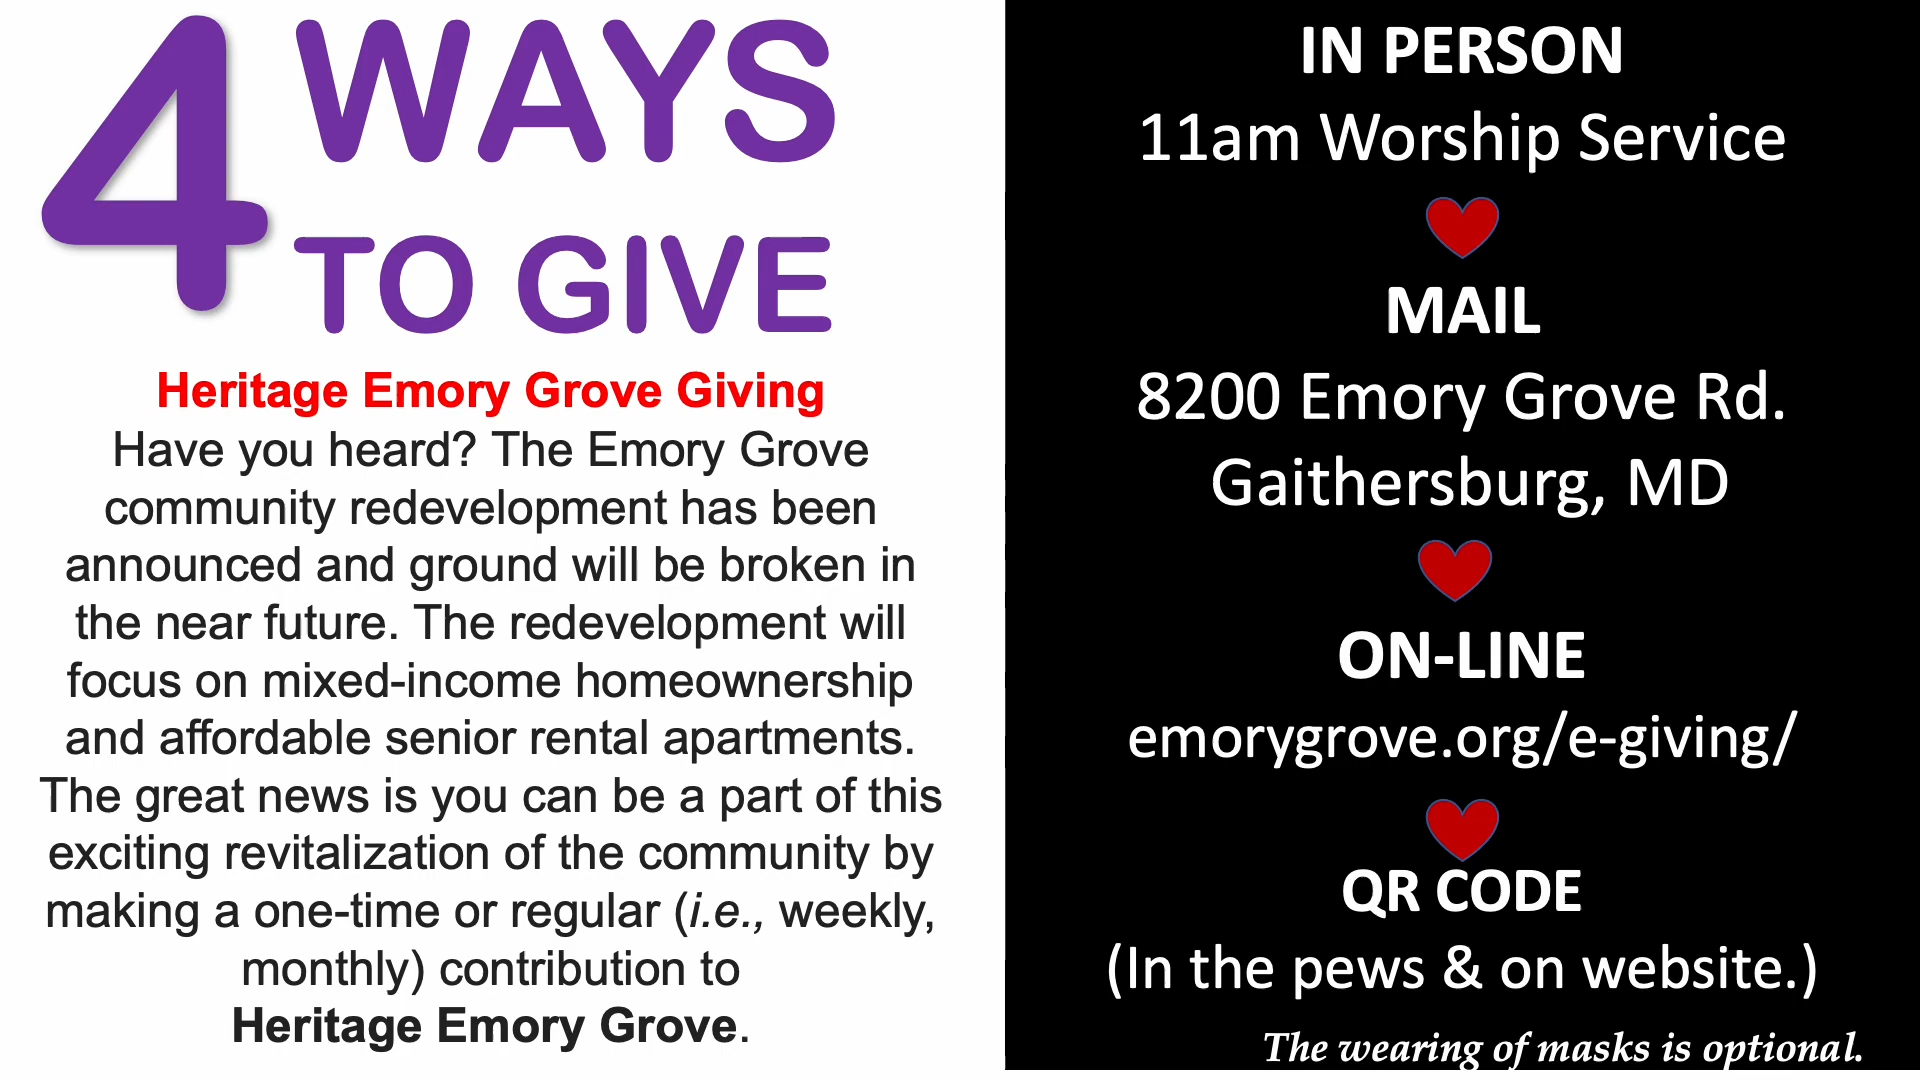 4 WAYS
TO GIVE
Heritage Emory Grove Giving
Have you heard? The Emory Grove
community redevelopment has been
announced and ground will be broken in
the near future. The redevelopment will
focus on mixed-income homeownership
and affordable senior rental apartments.
The great news is you can be a part of this
exciting revitalization of the community by
making a one-time or regular (i.e., weekly,
monthly) contribution to
Heritage Emory Grove.
IN PERSON
11am Worship Service
MAIL
8200 Emory Grove Rd.
Gaithersburg, MD
ON-LINE
emorygrove.org/e-giving/
QR CODE
(In the pews & on website.)
The wearing of masks is optional.